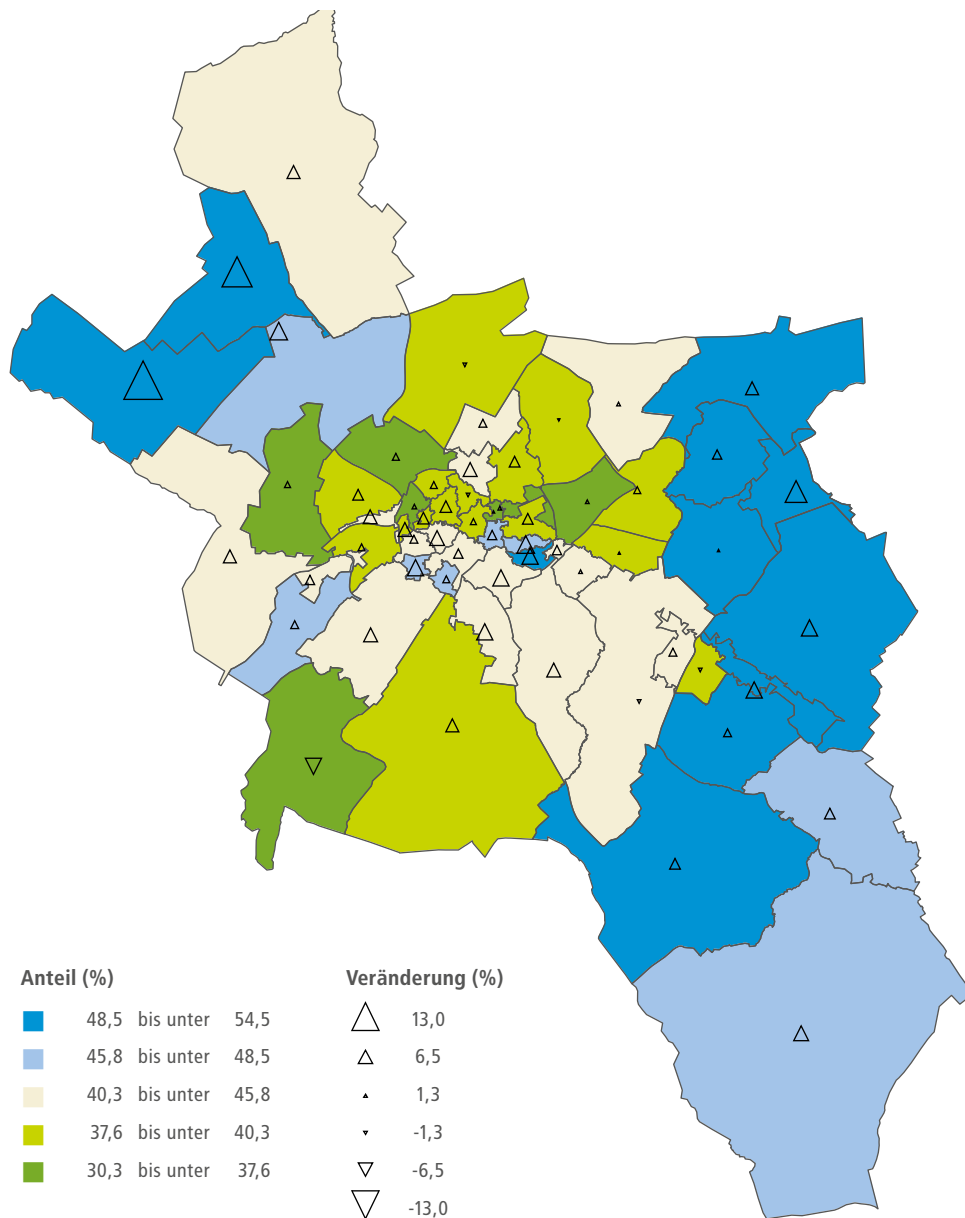 Anteil (%) Veränderung (%)
48,5 bis unter 54,5 13,0
45,8 bis unter 48,5 6,5
40,3 bis unter 45,8 1,3
37,6 bis unter 40,3 -1,3
30,3 bis unter 37,6 -6,5
-13,0